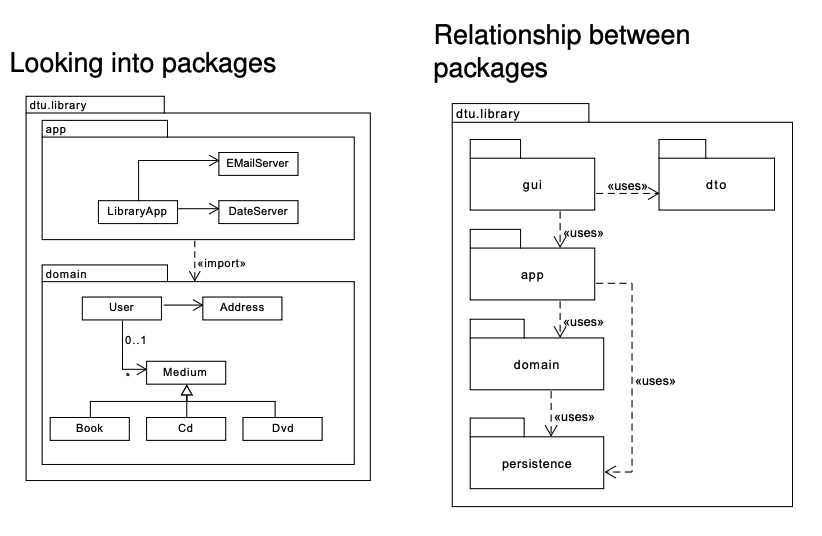 Looking into packages
dtu.library
app
EMailServer
LibraryApp
DateServer
«import»
domain
User
Address
0..1
*
Medium
Book
Cd
Dvd
Relationship between
packages
dtu.library
gui
«uses»
dto
«uses»
app
«uses»
domain
«uses»
«uses»
persistence